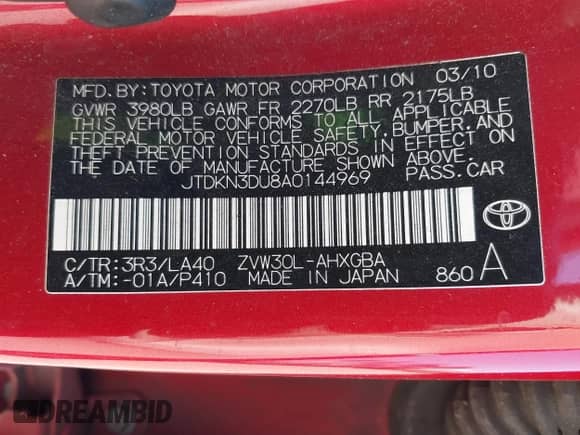 MFD.BY:TOYOTA MOTOR CORPORATION 03/10
GVWR 3980LB GAWR FR 2270LB RR 2175LB
THIS VEHICLE CONFORMS TO ALL APPLICABLE
FEDERAL MOTOR VEHICLE SAFETY,BUMPER,AND
THEFT PREVENTION STANDARDS IN EFFECT
ON THE DATE OF MANUFACTURE SHOWN ABOVE.
JTDKN3DU8A0144969 PASS.CAR
C/TR:3R3/LA40 ZVW30L-AHXGBA
A/TM:-01A/P410 MADE IN JAPAN 860 A
DREAMBID